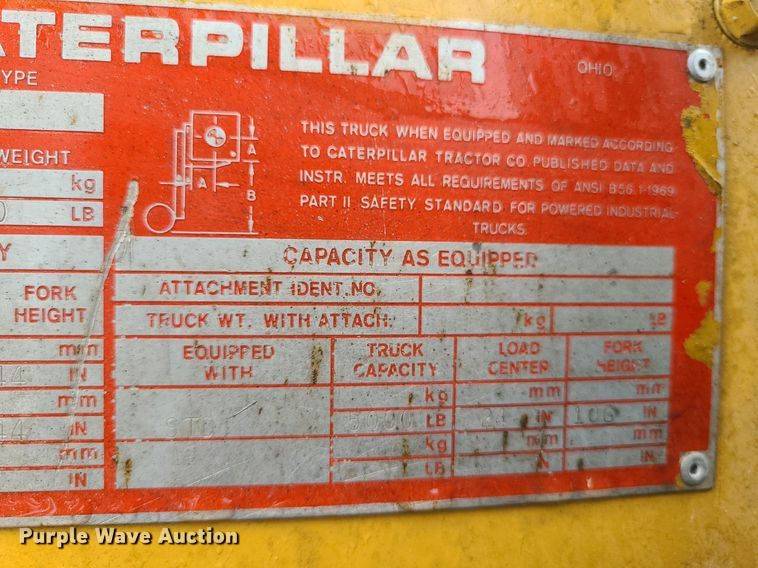 ATERPILLAR
OHIO
YPE
WEIGHT
kg
0 LB
Y
FORK
HEIGHT
mm
IN
mm
14 IN
mm
IN
A
A
B
THIS TRUCK WHEN EQUIPPED AND MARKED ACCORDING
TO CATERPILLAR TRACTOR CO. PUBLISHED DATA AND
INSTR. MEETS ALL REQUIREMENTS OF ANSI B56.1-1969
PART II SAFETY STANDARD FOR POWERED INDUSTRIAL
TRUCKS.
CAPACITY AS EQUIPPED
ATTACHMENT IDENT. NO.
TRUCK WT. WITH ATTACH. kg LB
EQUIPPED
WITH
TRUCK
CAPACITY
LOAD
CENTER
FORK
HEIGHT
kg mm mm
STD 5000 LB 24 IN 106 IN
kg mm mm
LB IN IN
Purple Wave Auction